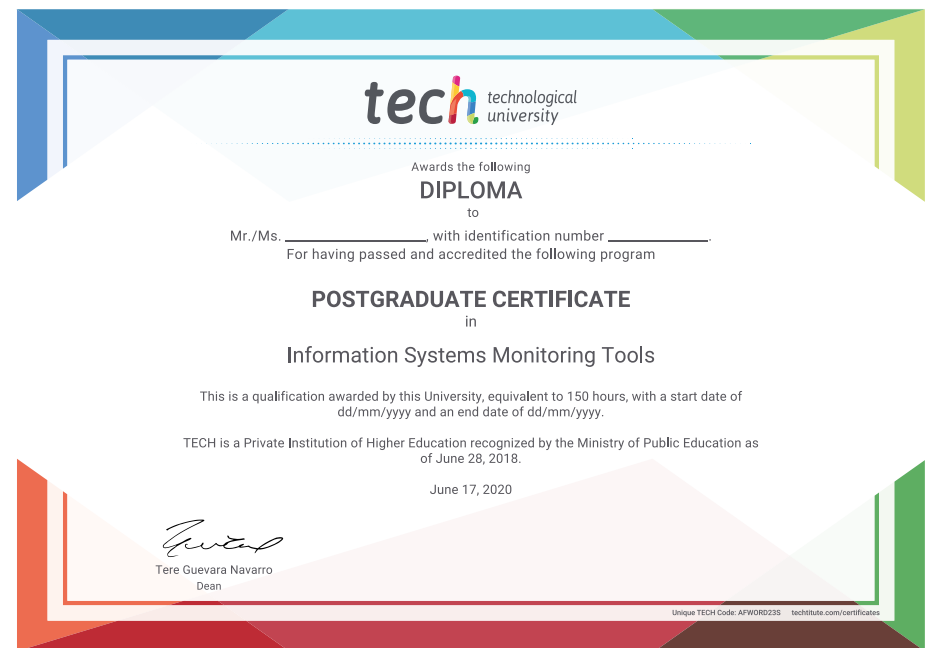 tech technological
university
Awards the following
DIPLOMA
to
Mr./Ms. ____________________, with identification number ______________.
For having passed and accredited the following program
POSTGRADUATE CERTIFICATE
in
Information Systems Monitoring Tools
This is a qualification awarded by this University, equivalent to 150 hours, with a start date of
dd/mm/yyyy and an end date of dd/mm/yyyy.
TECH is a Private Institution of Higher Education recognized by the Ministry of Public Education as
of June 28, 2018.
June 17, 2020
Tere Guevara Navarro
Dean
Unique TECH Code: AFWORD23S techtitute.com/certificates